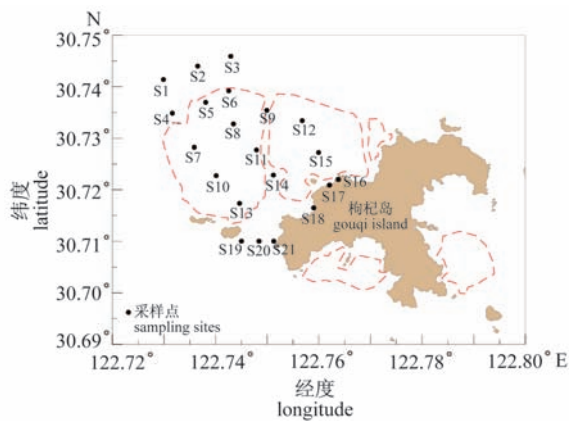 N
30.75°
30.74°
30.73°
30.72°
30.71°
30.70°
30.69°
纬度
latitude
S3
S2
S1
S6
S5
S4
S9
S8
S12
S7
S11
S15
S10
S14
S16
S17
S13
S18
枸杞岛
gouqi island
S19 S20 S21
采样点
sampling sites
122.72° 122.74° 122.76° 122.78° 122.80° E
经度
longitude